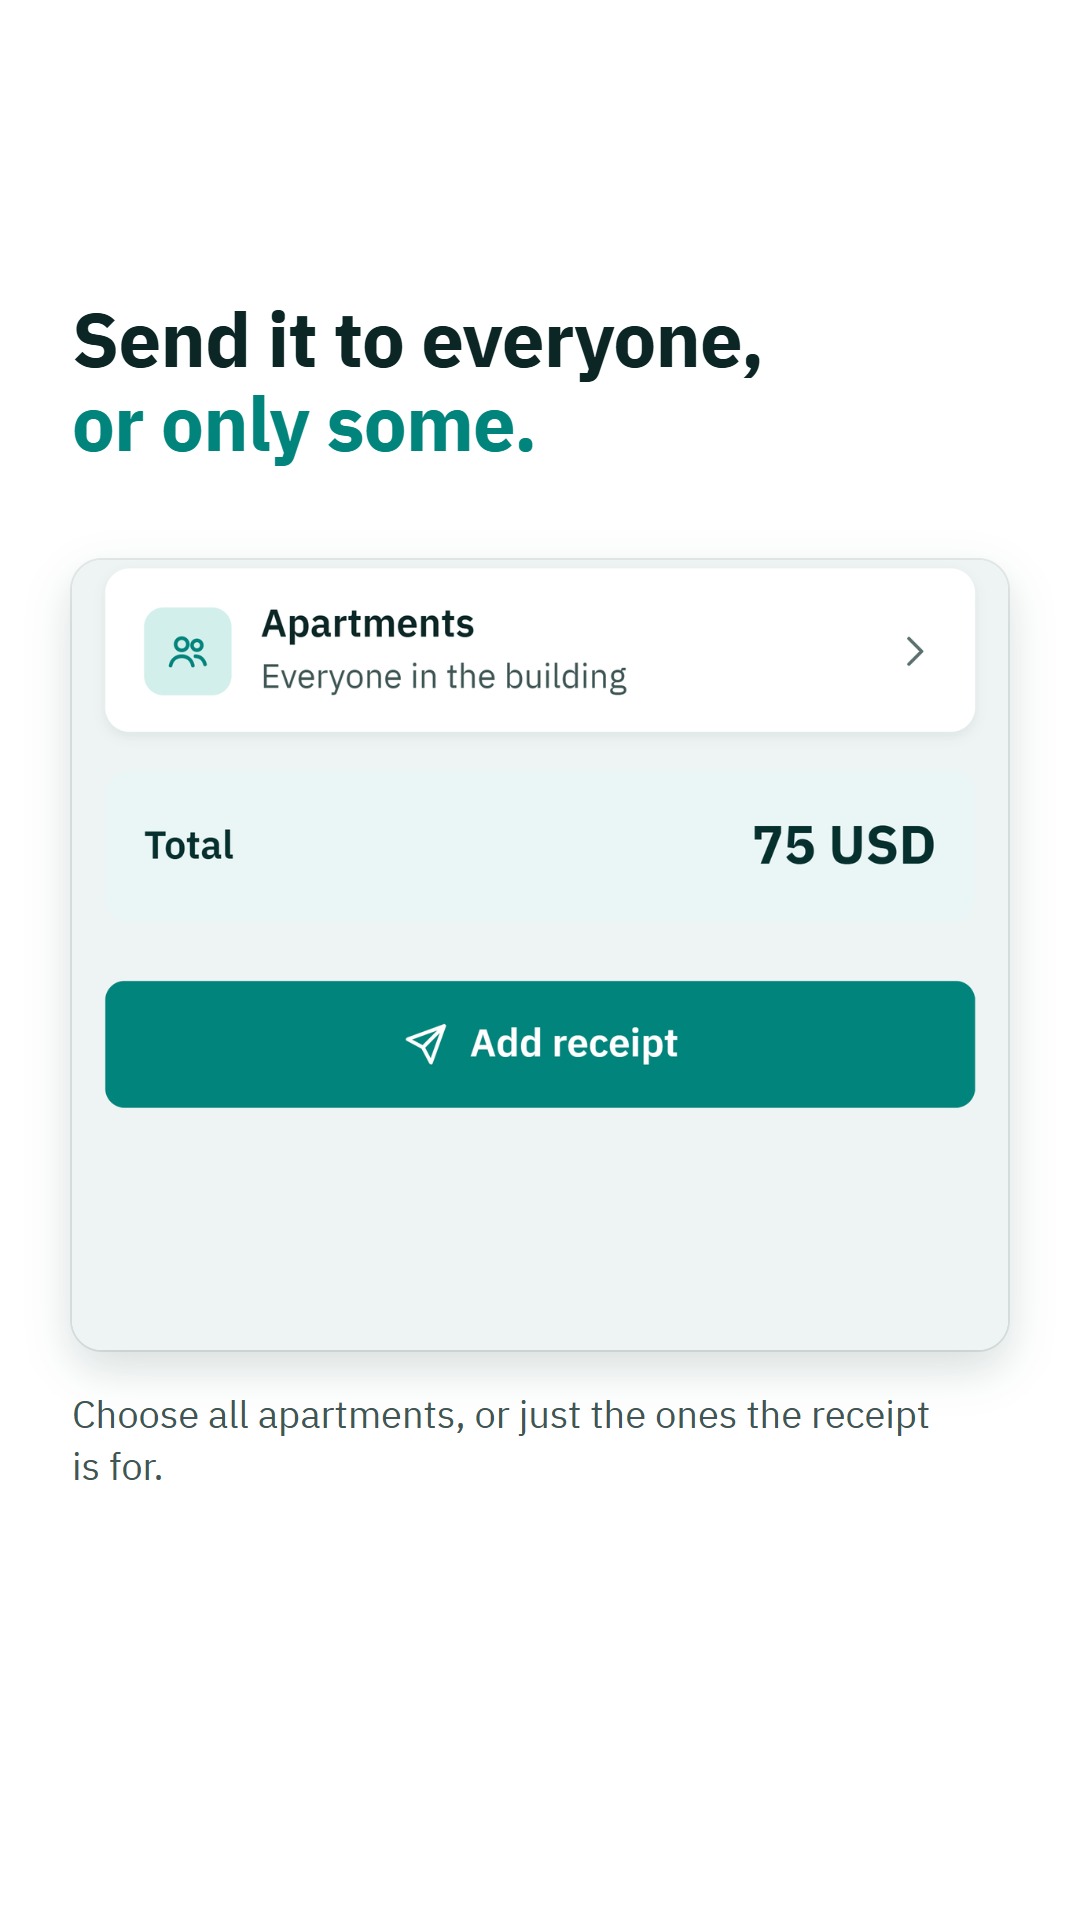 Send it to everyone,
or only some.
Apartments
Everyone in the building
Total
75 USD
Add receipt
Choose all apartments, or just the ones the receipt
is for.